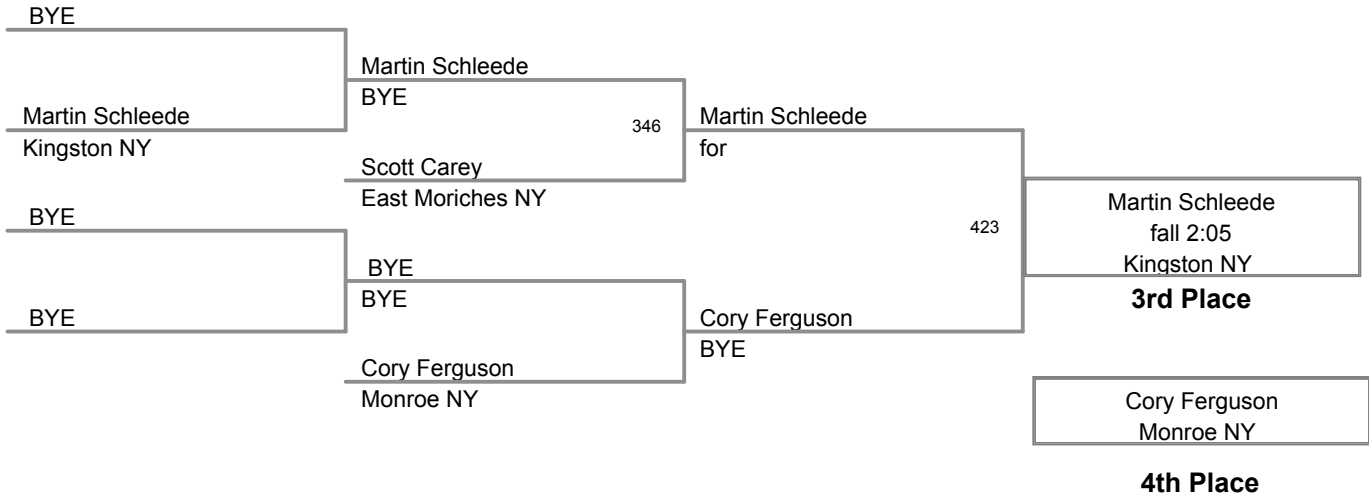 BYE
Martin Schleede
Kingston NY
BYE
BYE
Martin Schleede
BYE
346
Scott Carey
East Moriches NY
BYE
BYE
Cory Ferguson
Monroe NY
Martin Schleede
for
423
Cory Ferguson
BYE
Martin Schleede
fall 2:05
Kingston NY
3rd Place
Cory Ferguson
Monroe NY
4th Place